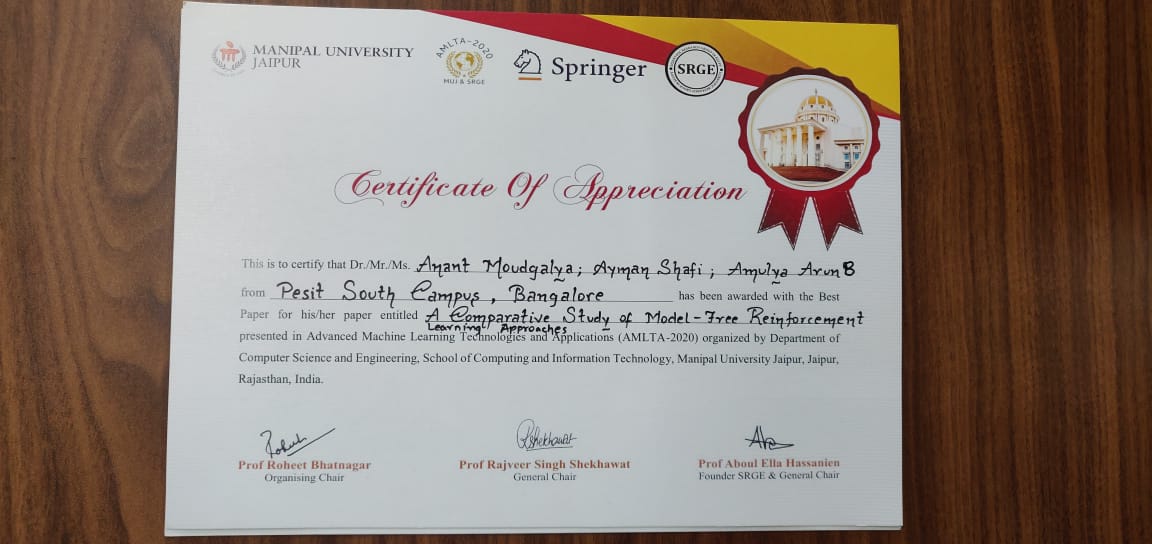 MANIPAL UNIVERSITY
JAIPUR
AMLTA-2020
MUJ & SRGE
Springer
SRGE
Certificate Of Appreciation
This is to certify that Dr./Mr./Ms. Anant Moudgalya; Ayman Shafi; Amulya Arun B
from Pesit South Campus, Bangalore has been awarded with the Best
Paper for his/her paper entitled A Comparative Study of Model-Free Reinforcement
Learning Approaches
presented in Advanced Machine Learning Technologies and Applications (AMLTA-2020) organized by Department of
Computer Science and Engineering, School of Computing and Information Technology, Manipal University Jaipur, Jaipur,
Rajasthan, India.
Rshekhawat
Prof Roheet Bhatnagar
Organising Chair
Prof Rajveer Singh Shekhawat
General Chair
Prof Aboul Ella Hassanien
Founder SRGE & General Chair